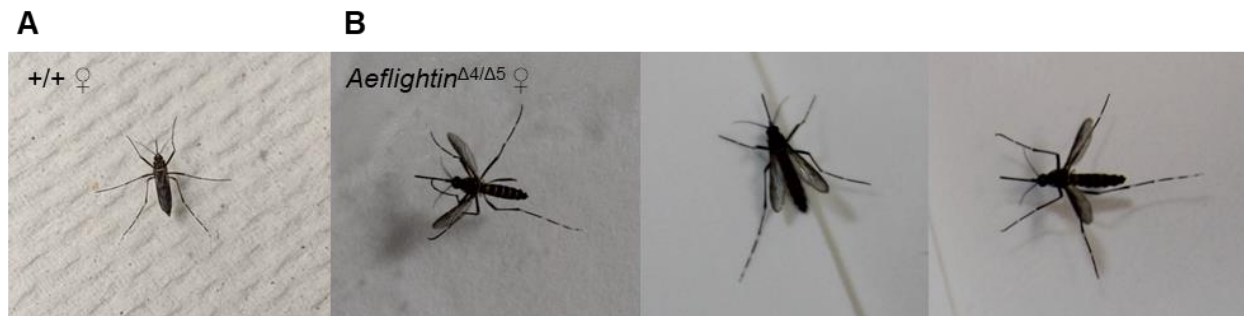 A
B
+/+ ♀
Aeflightin^Δ4/Δ5 ♀